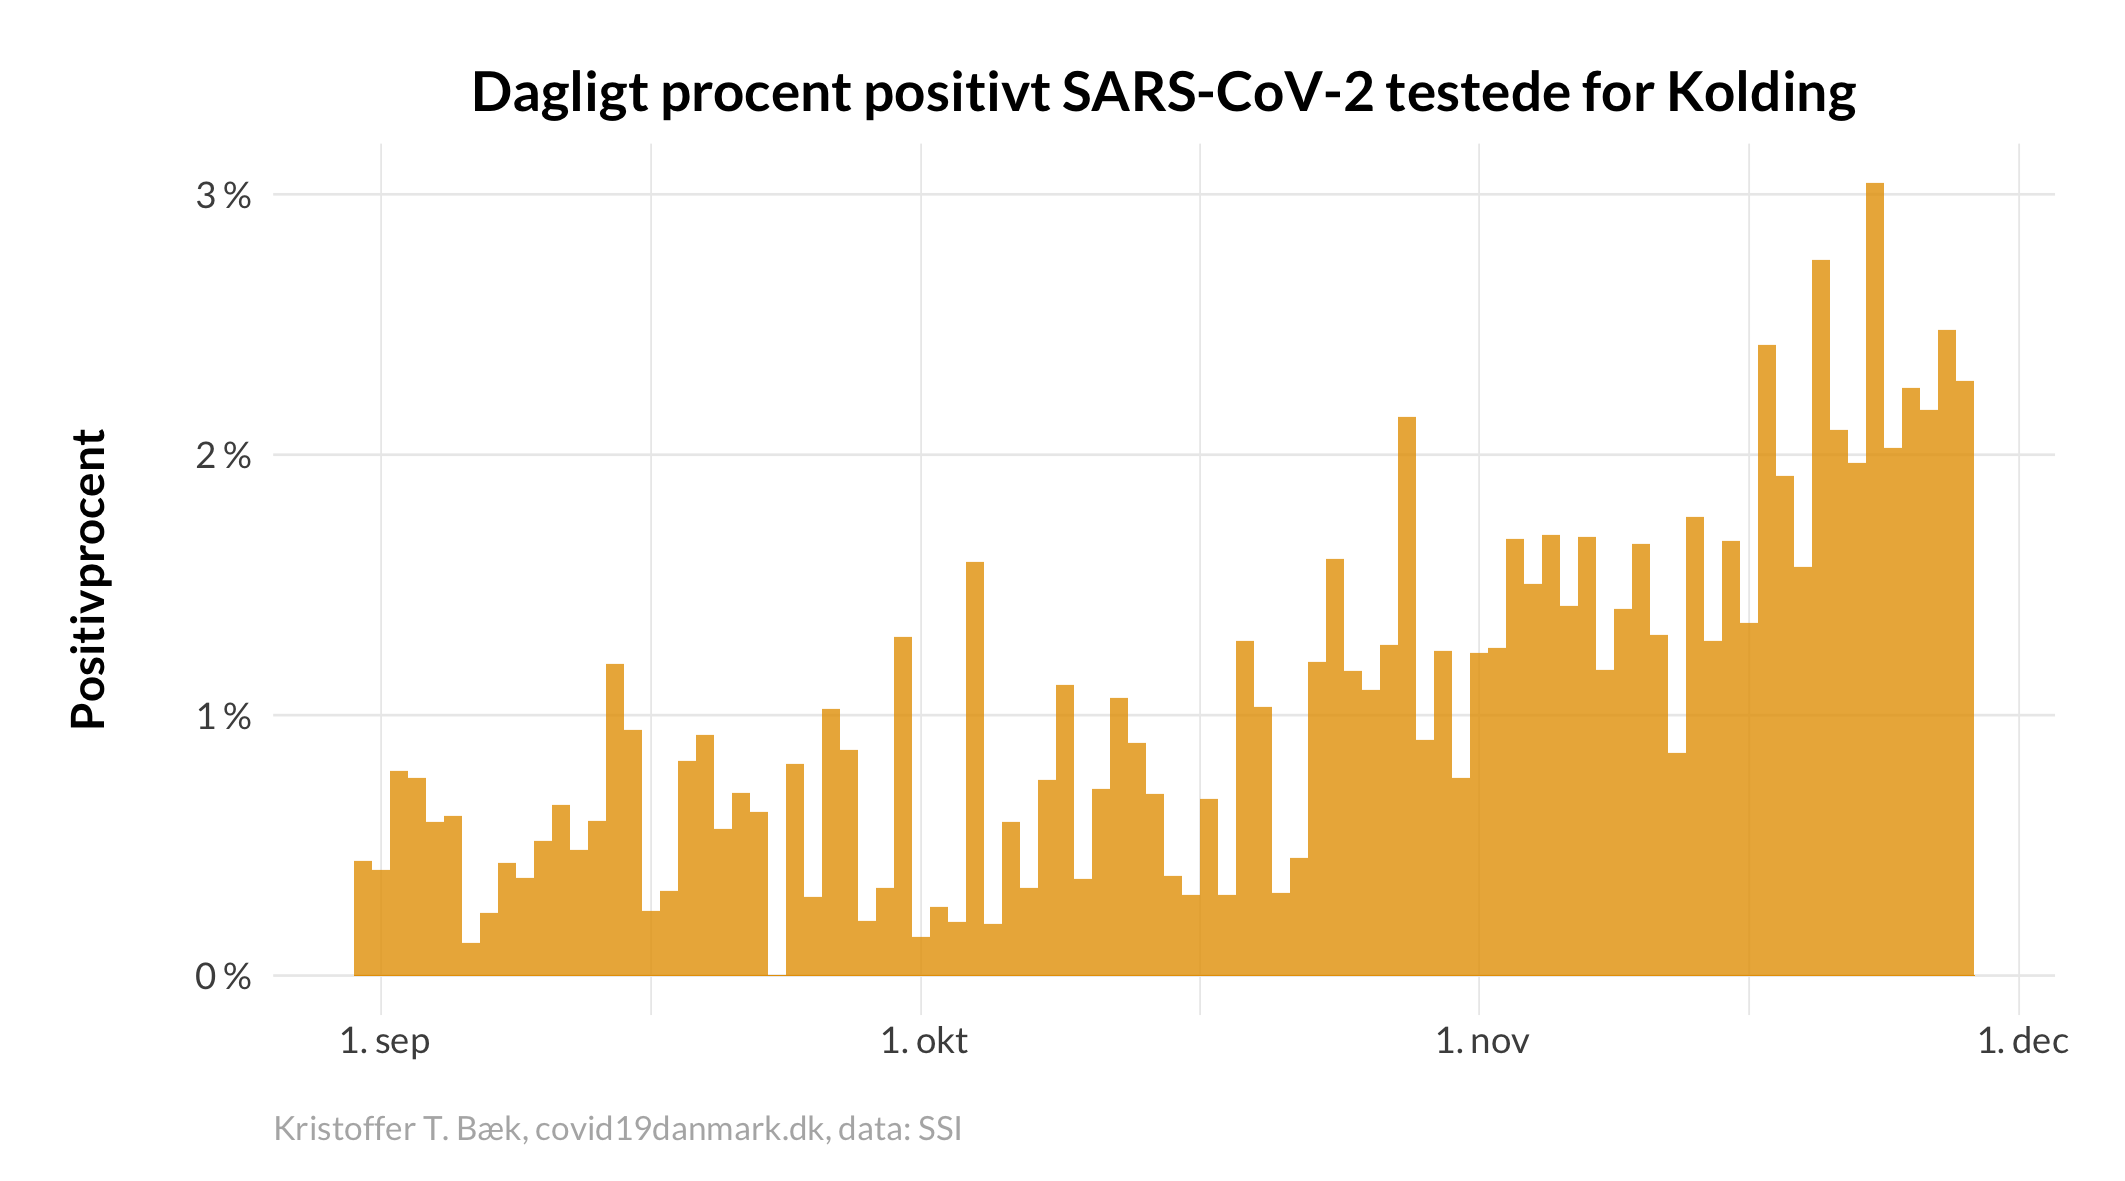 Dagligt procent positivt SARS-CoV-2 testede for Kolding
Positivprocent
3 %
2 %
1 %
0 %
1. sep
1. okt
1. nov
1. dec
Kristoffer T. Bæk, covid19danmark.dk, data: SSI